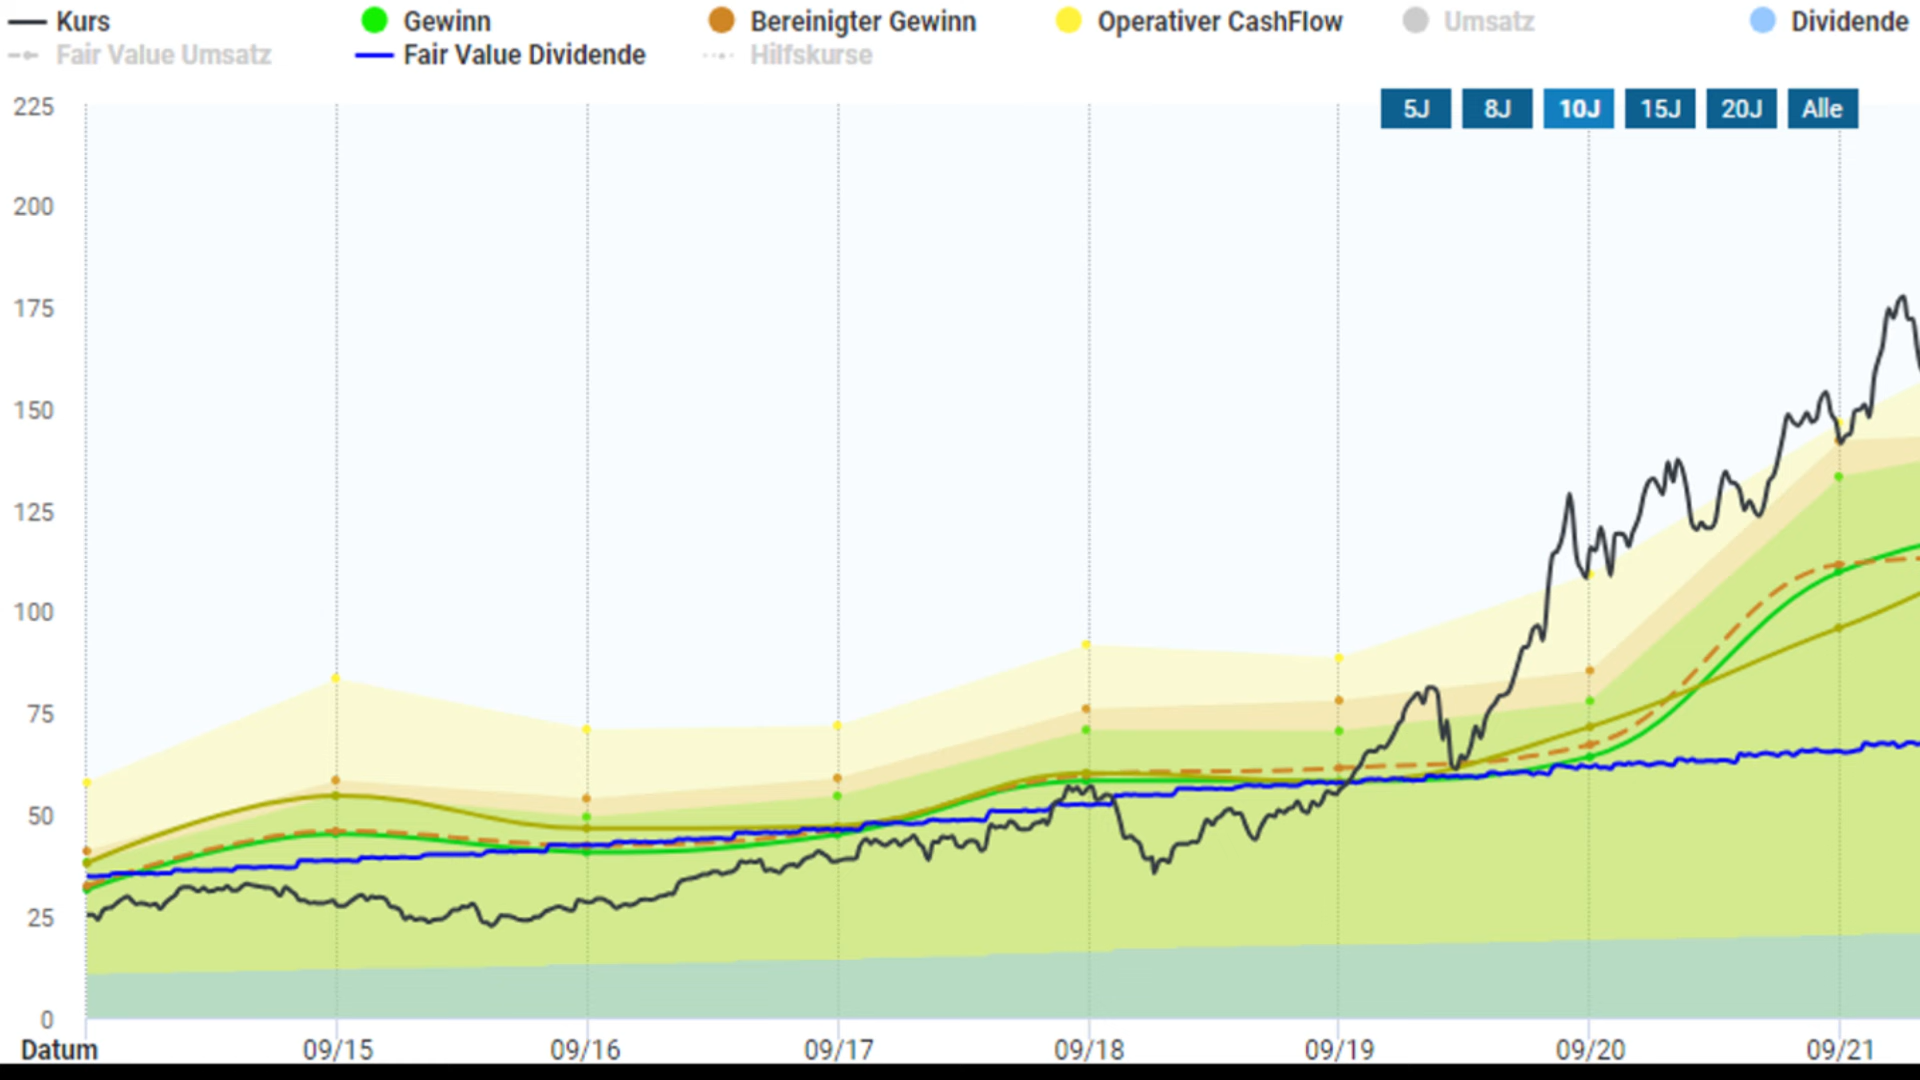 Kurs Gewinn Bereinigter Gewinn Operativer CashFlow Umsatz Dividende
Fair Value Umsatz Fair Value Dividende Hilfskurse
5J 8J 10J 15J 20J Alle
225
200
175
150
125
100
75
50
25
0
Datum 09/15 09/16 09/17 09/18 09/19 09/20 09/21